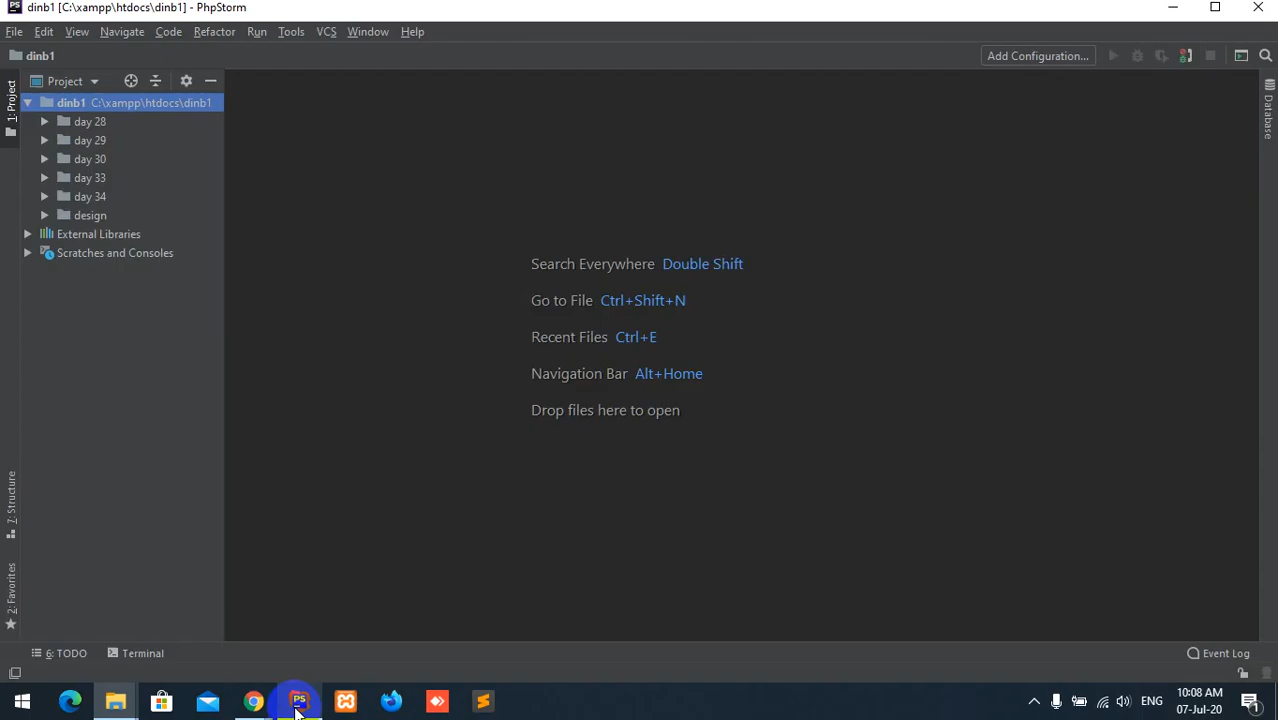 dinb1 [C:\xampp\htdocs\dinb1] - PhpStorm
File Edit View Navigate Code Refactor Run Tools VCS Window Help
dinb1
Add Configuration...
Project
1: Project
dinb1 C:\xampp\htdocs\dinb1
day 28
day 29
day 30
day 33
day 34
design
External Libraries
Scratches and Consoles
Database
Search Everywhere Double Shift
Go to File Ctrl+Shift+N
Recent Files Ctrl+E
Navigation Bar Alt+Home
Drop files here to open
7: Structure
2: Favorites
6: TODO Terminal
Event Log
PS
ENG
10:08 AM
07-Jul-20
1